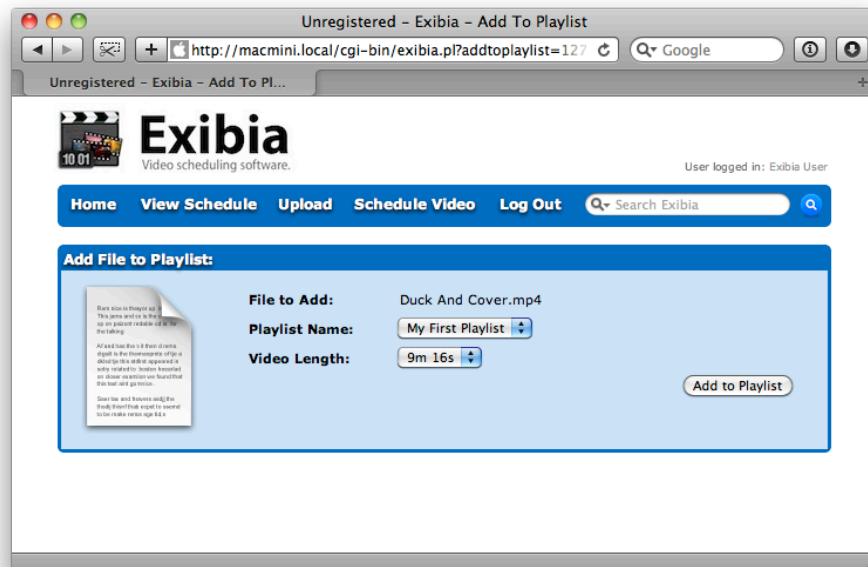 Unregistered – Exibia – Add To Playlist
http://macmini.local/cgi-bin/exibia.pl?addtoplaylist=127
Google
Unregistered – Exibia – Add To Pl...
10 01
Exibia
Video scheduling software.
User logged in: Exibia User
Home View Schedule Upload Schedule Video Log Out Search Exibia
Add File to Playlist:
File to Add: Duck And Cover.mp4
Playlist Name: My First Playlist
Video Length: 9m 16s
Add to Playlist